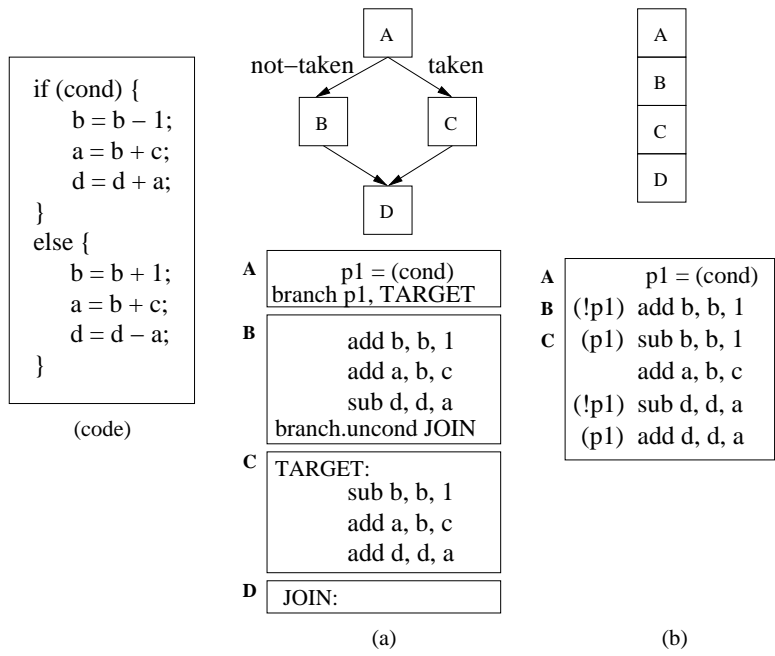 if (cond) {
b = b − 1;
a = b + c;
d = d + a;
}
else {
b = b + 1;
a = b + c;
d = d − a;
}
(code)
A
not−taken
taken
B
C
D
A
p1 = (cond)
branch p1, TARGET
B
add b, b, 1
add a, b, c
sub d, d, a
branch.uncond JOIN
C
TARGET:
sub b, b, 1
add a, b, c
add d, d, a
D
JOIN:
(a)
A
B
C
D
A
p1 = (cond)
B
(!p1) add b, b, 1
C
(p1) sub b, b, 1
add a, b, c
(!p1) sub d, d, a
(p1) add d, d, a
(b)